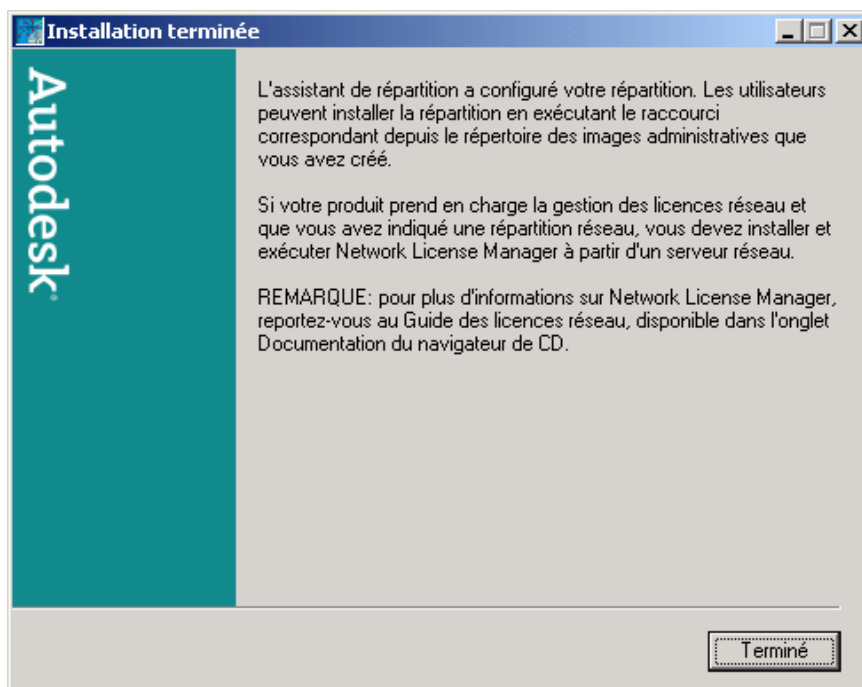 Installation terminée
Autodesk
L'assistant de répartition a configuré votre répartition. Les utilisateurs
peuvent installer la répartition en exécutant le raccourci
correspondant depuis le répertoire des images administratives que
vous avez créé.
Si votre produit prend en charge la gestion des licences réseau et
que vous avez indiqué une répartition réseau, vous devez installer et
exécuter Network License Manager à partir d'un serveur réseau.
REMARQUE: pour plus d'informations sur Network License Manager,
reportez-vous au Guide des licences réseau, disponible dans l'onglet
Documentation du navigateur de CD.
Terminé